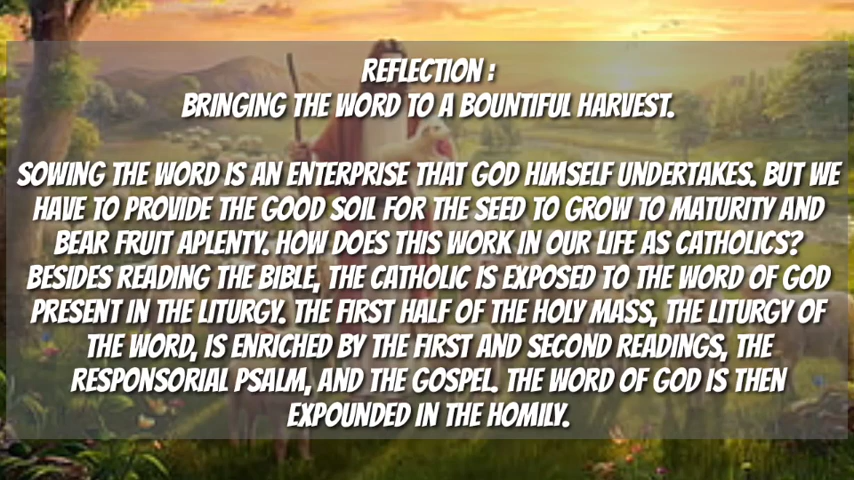 REFLECTION :
BRINGING THE WORD TO A BOUNTIFUL HARVEST.
SOWING THE WORD IS AN ENTERPRISE THAT GOD HIMSELF UNDERTAKES. BUT WE
HAVE TO PROVIDE THE GOOD SOIL FOR THE SEED TO GROW TO MATURITY AND
BEAR FRUIT APLENTY. HOW DOES THIS WORK IN OUR LIFE AS CATHOLICS?
BESIDES READING THE BIBLE, THE CATHOLIC IS EXPOSED TO THE WORD OF GOD
PRESENT IN THE LITURGY. THE FIRST HALF OF THE HOLY MASS, THE LITURGY OF
THE WORD, IS ENRICHED BY THE FIRST AND SECOND READINGS, THE
RESPONSORIAL PSALM, AND THE GOSPEL. THE WORD OF GOD IS THEN
EXPOUNDED IN THE HOMILY.